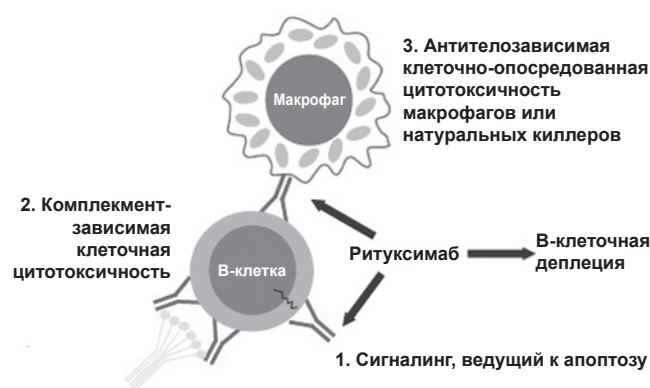 3. Антителозависимая
клеточно-опосредованная
цитотоксичность
макрофагов или
натуральных киллеров
Макрофаг
2. Комплекмент-
зависимая
клеточная
цитотоксичность
В-клетка
Ритуксимаб
В-клеточная
деплеция
1. Сигналинг, ведущий к апоптозу